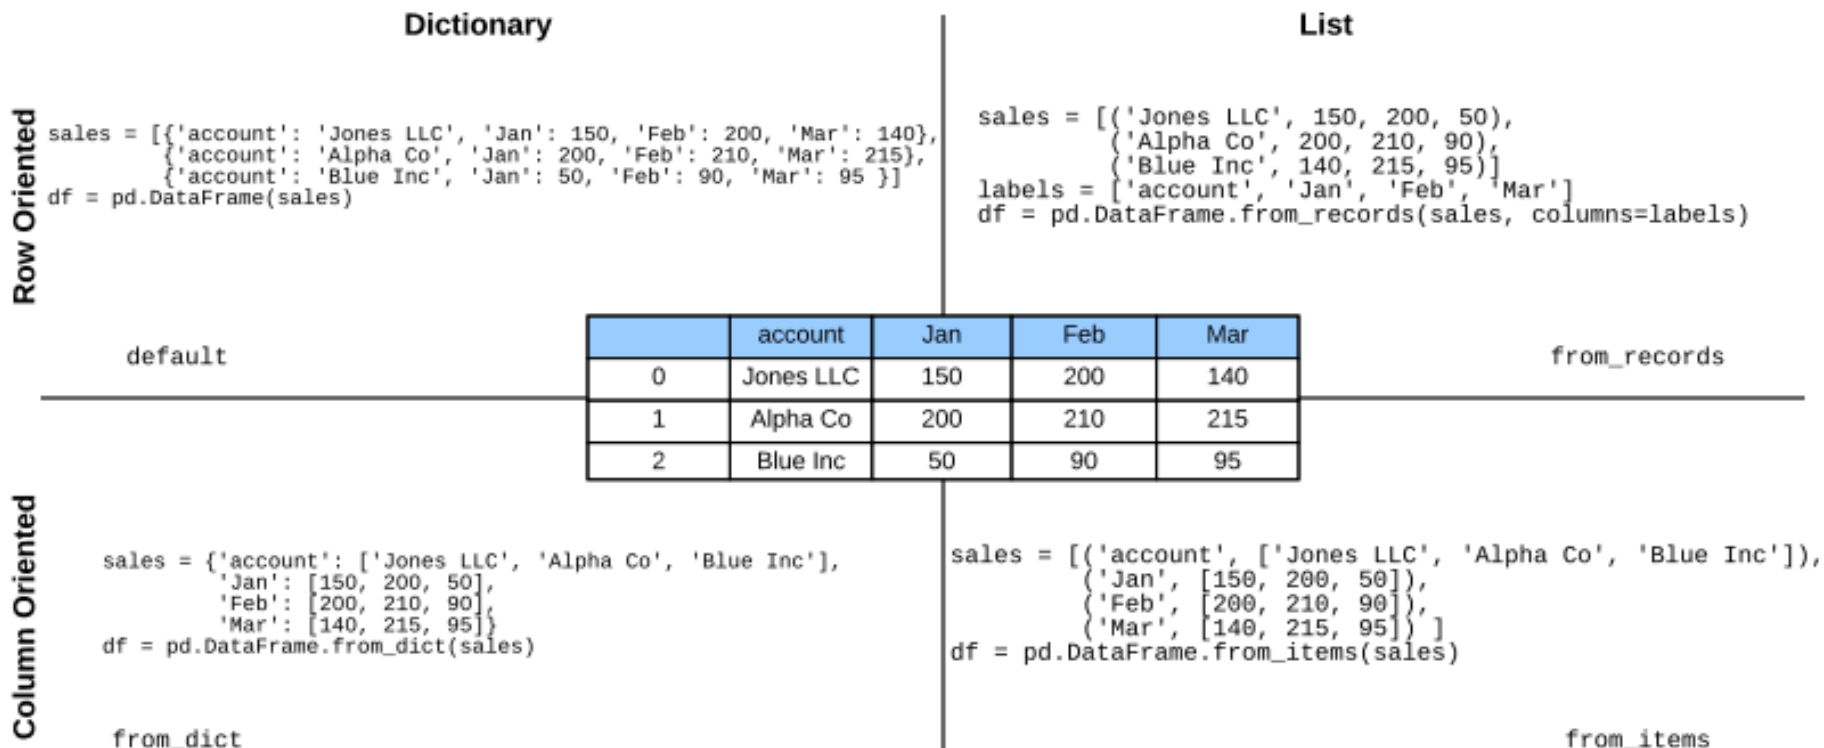 Dictionary
List
Row Oriented
sales = [{'account': 'Jones LLC', 'Jan': 150, 'Feb': 200, 'Mar': 140},
{'account': 'Alpha Co', 'Jan': 200, 'Feb': 210, 'Mar': 215},
{'account': 'Blue Inc', 'Jan': 50, 'Feb': 90, 'Mar': 95 }]
df = pd.DataFrame(sales)
default
sales = [('Jones LLC', 150, 200, 50),
('Alpha Co', 200, 210, 90),
('Blue Inc', 140, 215, 95)]
labels = ['account', 'Jan', 'Feb', 'Mar']
df = pd.DataFrame.from_records(sales, columns=labels)
from_records
account Jan Feb Mar
0 Jones LLC 150 200 140
1 Alpha Co 200 210 215
2 Blue Inc 50 90 95
Column Oriented
sales = {'account': ['Jones LLC', 'Alpha Co', 'Blue Inc'],
'Jan': [150, 200, 50],
'Feb': [200, 210, 90],
'Mar': [140, 215, 95]}
df = pd.DataFrame.from_dict(sales)
from_dict
sales = [('account', ['Jones LLC', 'Alpha Co', 'Blue Inc']),
('Jan', [150, 200, 50]),
('Feb', [200, 210, 90]),
('Mar', [140, 215, 95]) ]
df = pd.DataFrame.from_items(sales)
from_items